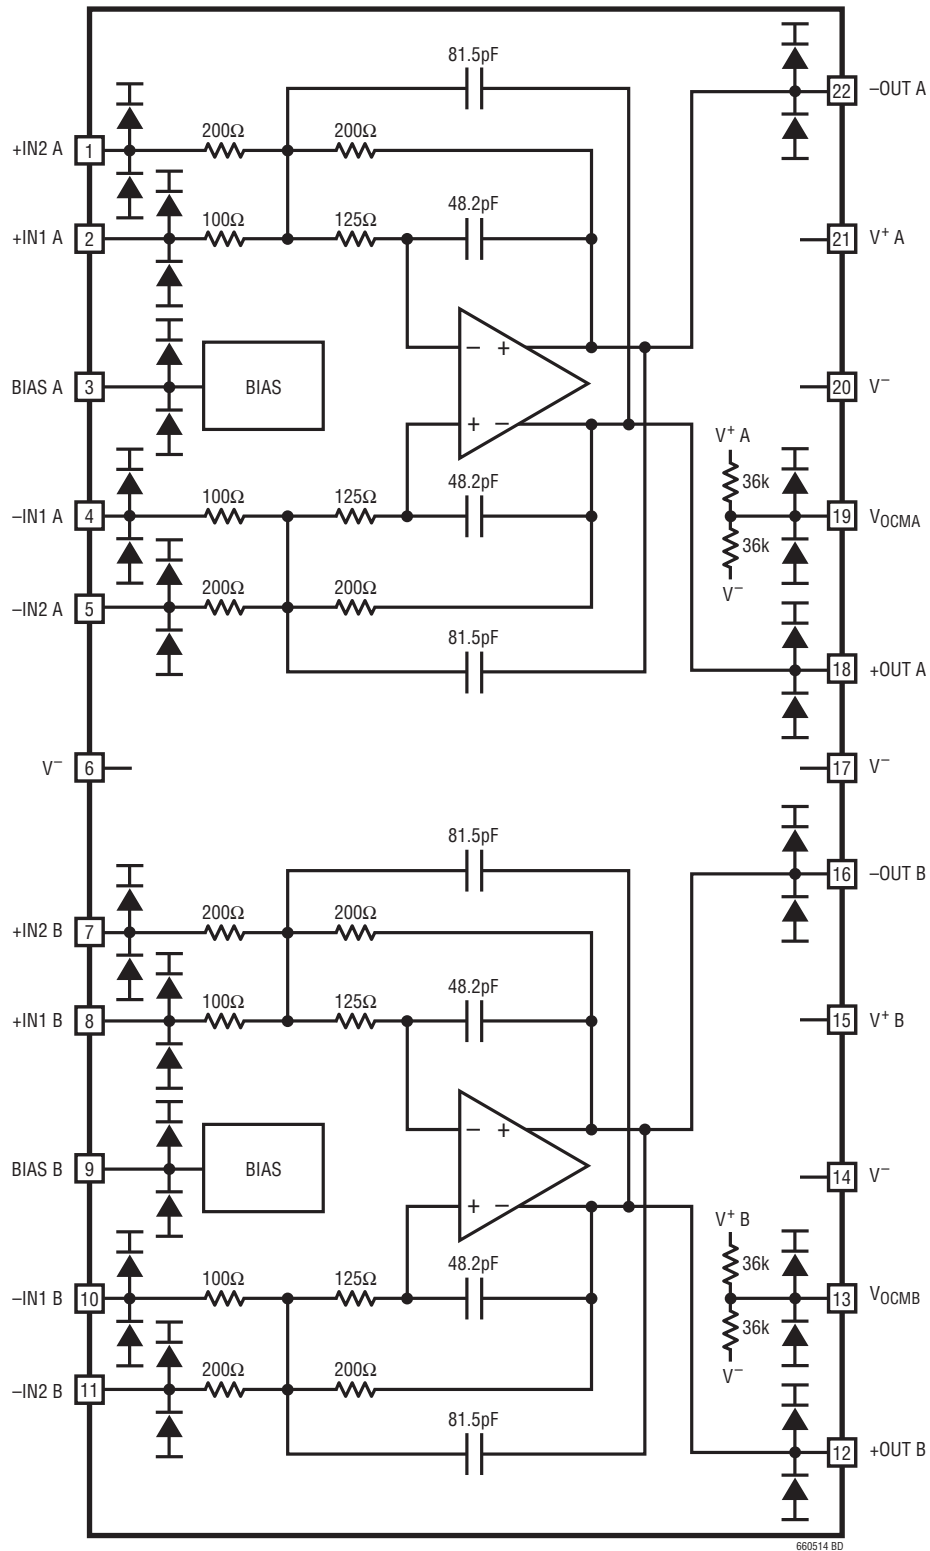 81.5pF
22 –OUT A
200Ω 200Ω
+IN2 A 1
48.2pF
100Ω 125Ω
+IN1 A 2
21 V+ A
– +
BIAS A 3 BIAS
20 V–
+ –
V+ A
48.2pF
36k
100Ω 125Ω
–IN1 A 4
19 VOCMA
36k
200Ω 200Ω
V–
–IN2 A 5
81.5pF
18 +OUT A
V– 6
17 V–
81.5pF
16 –OUT B
200Ω 200Ω
+IN2 B 7
48.2pF
100Ω 125Ω
+IN1 B 8
15 V+ B
– +
BIAS B 9 BIAS
14 V–
+ –
V+ B
48.2pF
36k
100Ω 125Ω
–IN1 B 10
13 VOCMB
36k
200Ω 200Ω
V–
–IN2 B 11
81.5pF
12 +OUT B
660514 BD